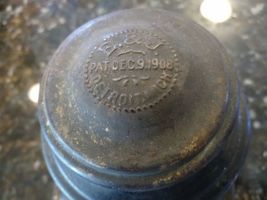 PAT. DEC. 9. 1908
DETROIT, MICH